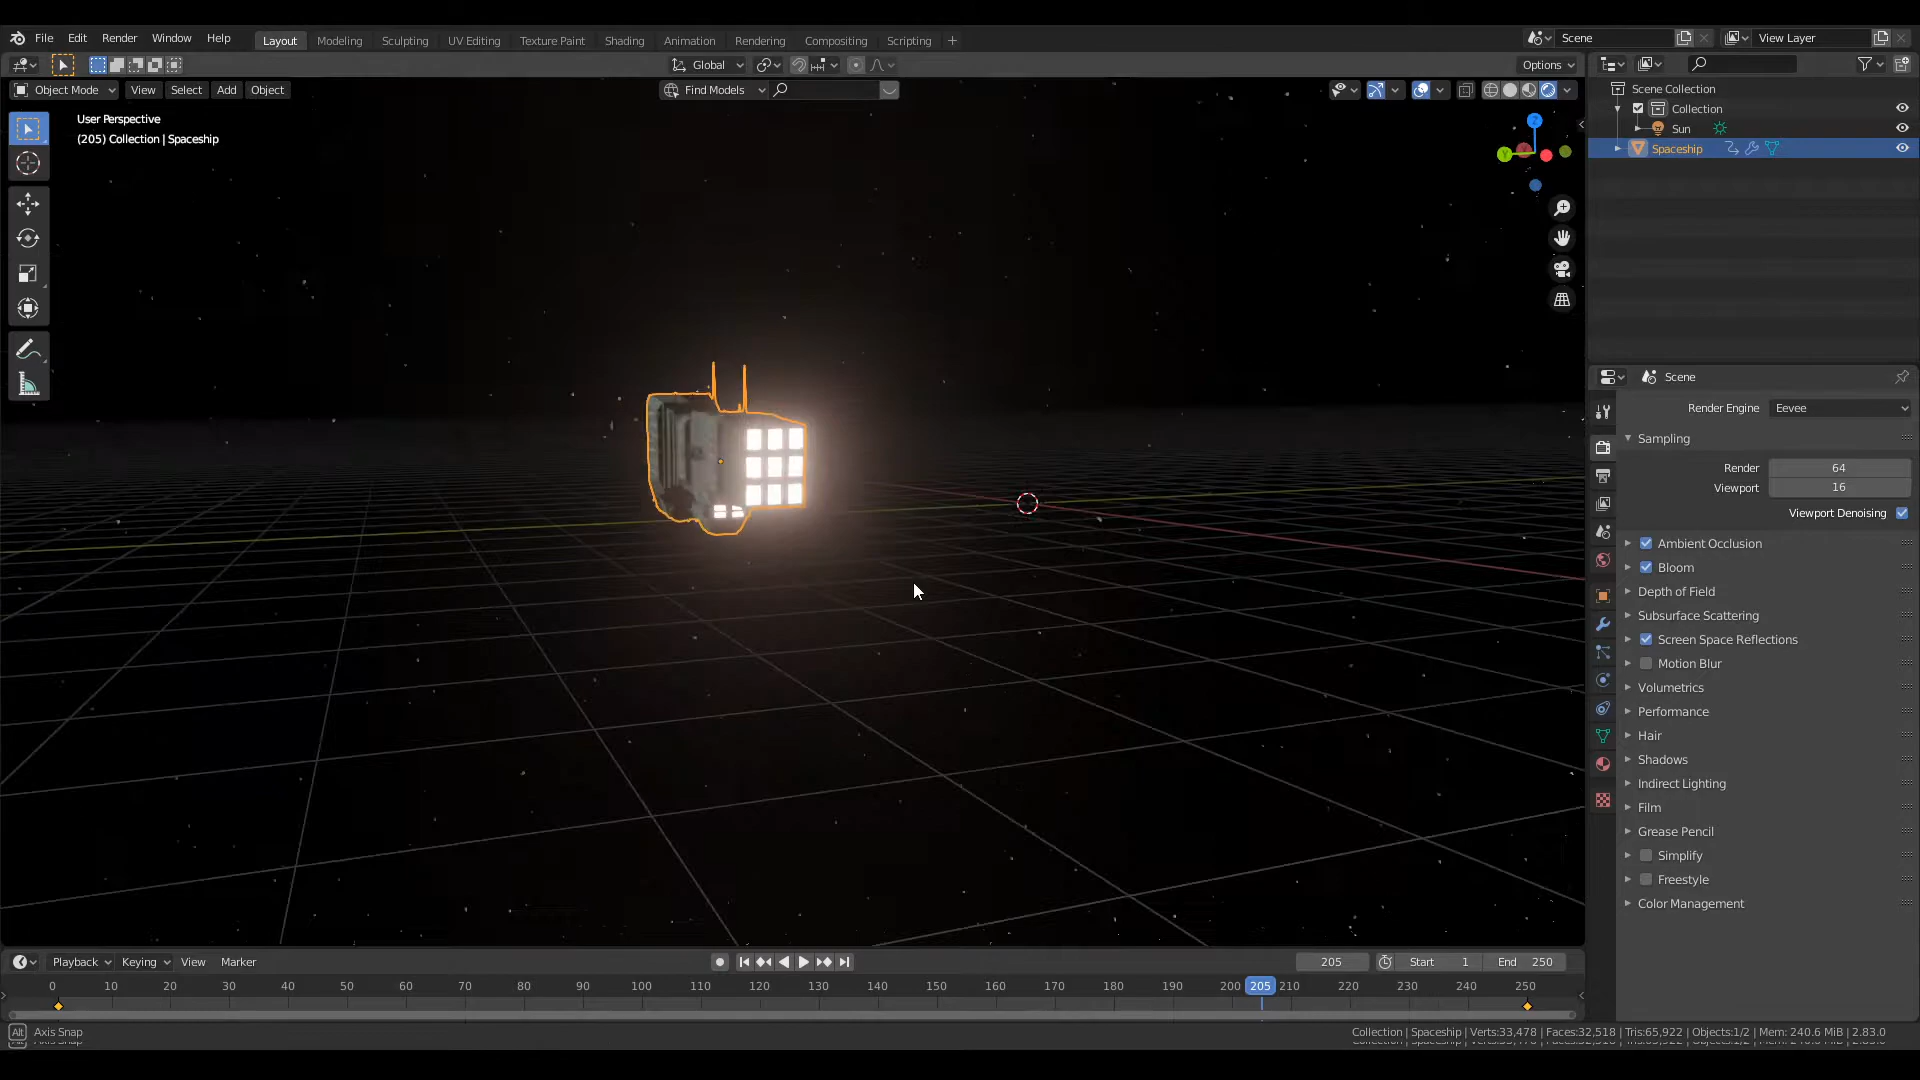 File Edit Render Window Help Layout Modeling Sculpting UV Editing Texture Paint Shading Animation Rendering Compositing Scripting + Scene View Layer
Global Options
Object Mode View Select Add Object Find Models
User Perspective
(205) Collection | Spaceship
Z
Y
Scene Collection
Collection
Sun
Spaceship
Scene
Render Engine Eevee
Sampling
Render 64
Viewport 16
Viewport Denoising
Ambient Occlusion
Bloom
Depth of Field
Subsurface Scattering
Screen Space Reflections
Motion Blur
Volumetrics
Performance
Hair
Shadows
Indirect Lighting
Film
Grease Pencil
Simplify
Freestyle
Color Management
Playback Keying View Marker 205 Start 1 End 250
0 10 20 30 40 50 60 70 80 90 100 110 120 130 140 150 160 170 180 190 200 205 210 220 230 240 250
Alt Axis Snap Collection | Spaceship | Verts:33,478 | Faces:32,518 | Tris:65,922 | Objects:1/2 | Mem: 240.6 MiB | 2.83.0